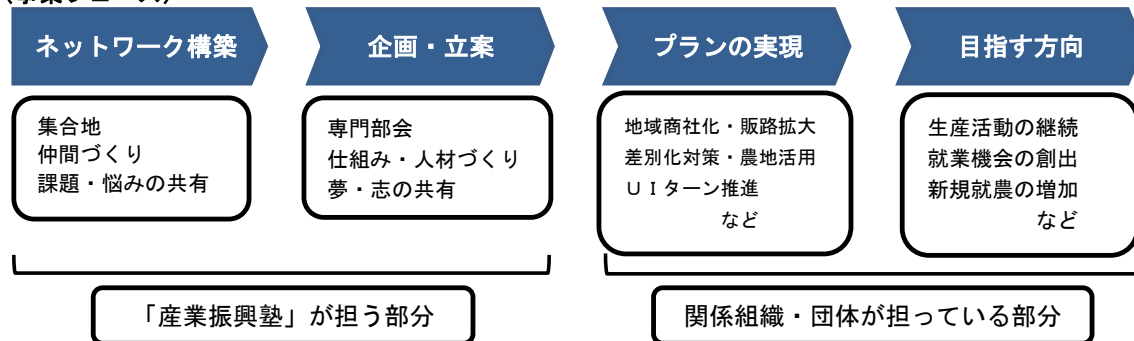 ネットワーク構築
企画・立案
プランの実現
目指す方向
集合地
仲間づくり
課題・悩みの共有
専門部会
仕組み・人材づくり
夢・志の共有
地域商社化・販路拡大
差別化対策・農地活用
ＵＩターン推進
など
生産活動の継続
就業機会の創出
新規就農の増加
など
「産業振興塾」が担う部分
関係組織・団体が担っている部分